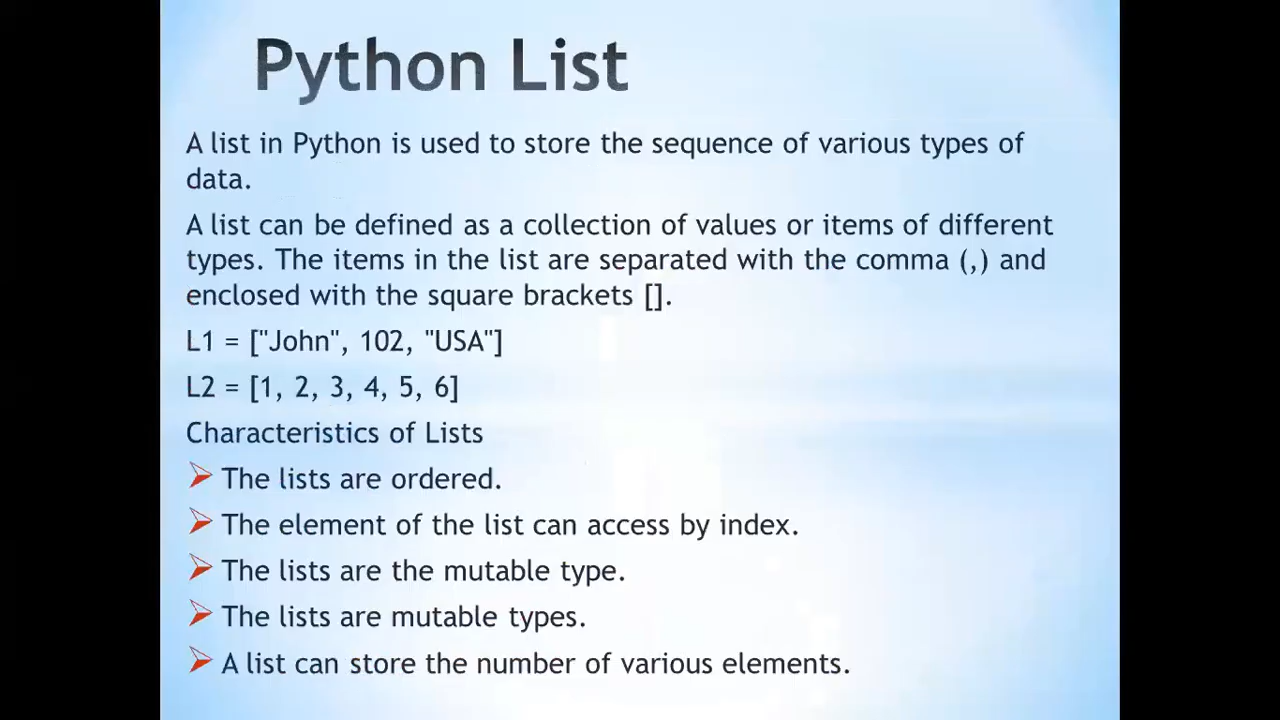 Python List
A list in Python is used to store the sequence of various types of
data.
A list can be defined as a collection of values or items of different
types. The items in the list are separated with the comma (,) and
enclosed with the square brackets [].
L1 = ["John", 102, "USA"]
L2 = [1, 2, 3, 4, 5, 6]
Characteristics of Lists
The lists are ordered.
The element of the list can access by index.
The lists are the mutable type.
The lists are mutable types.
A list can store the number of various elements.